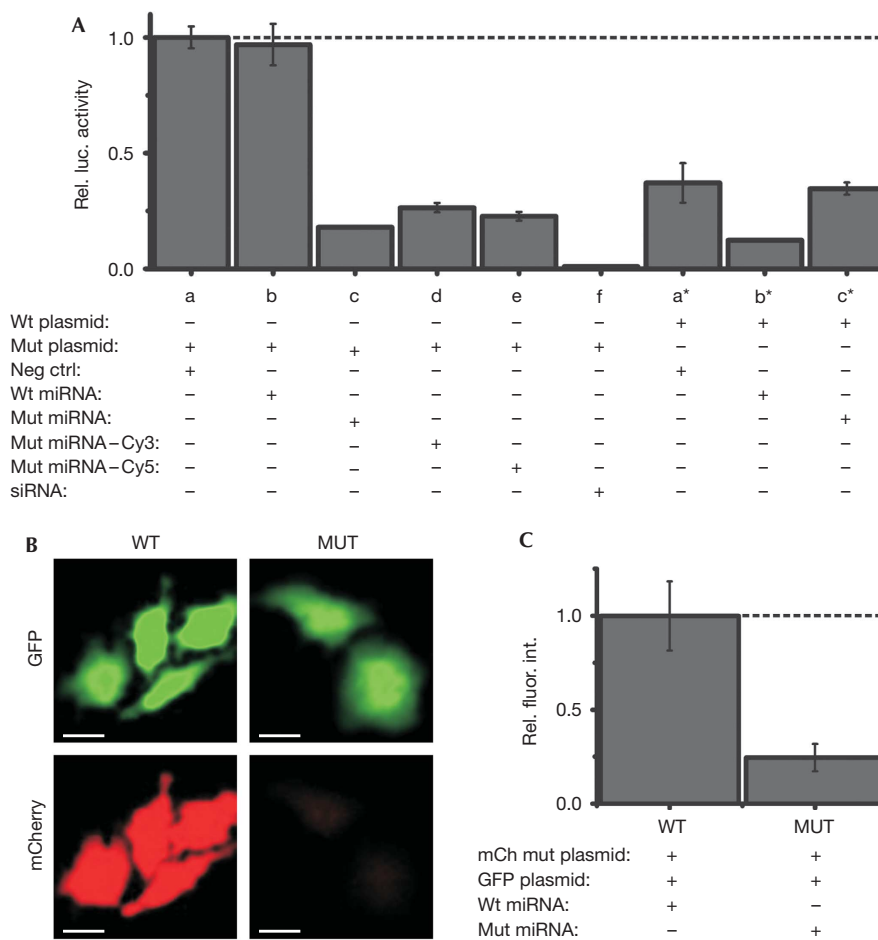 A
Rel. luc. activity
1.0
0.5
0.0
a b c d e f a* b* c*
Wt plasmid: – – – – – – + + +
Mut plasmid: + + + + + + – – –
Neg ctrl: + – – – – – + – –
Wt miRNA: – + – – – – – + –
Mut miRNA: – – + – – – – – +
Mut miRNA–Cy3: – – – + – – – – –
Mut miRNA–Cy5: – – – – + – – – –
siRNA: – – – – – + – – –
B
WT MUT
GFP
mCherry
C
Rel. fluor. int.
1.0
0.5
0.0
WT MUT
mCh mut plasmid: + +
GFP plasmid: + +
Wt miRNA: + –
Mut miRNA: – +